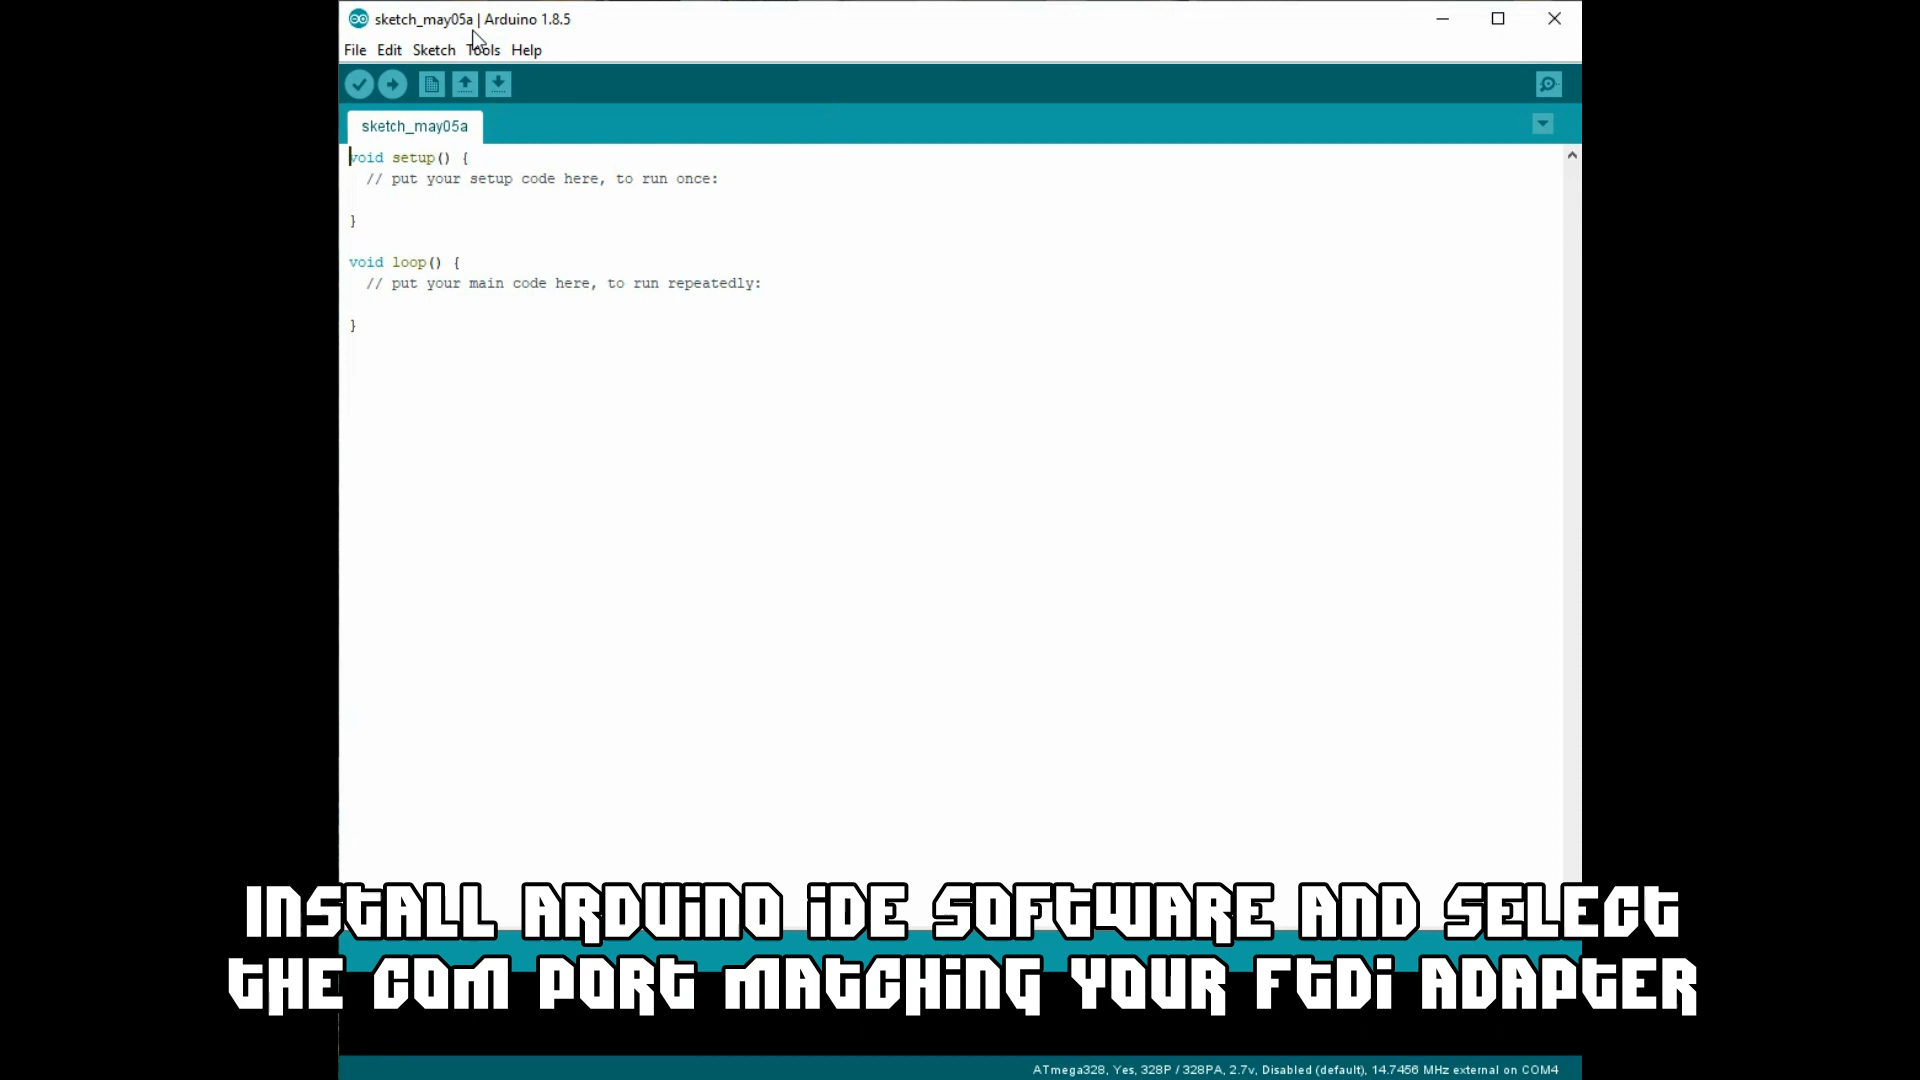 sketch_may05a | Arduino 1.8.5
File Edit Sketch Tools Help
sketch_may05a
void setup() {
// put your setup code here, to run once:
}
void loop() {
// put your main code here, to run repeatedly:
}
INSTALL ARDUINO IDE SOFTWARE AND SELECT
THE COM PORT MATCHING YOUR FTDI ADAPTER
ATmega328, Yes, 328P / 328PA, 2.7v, Disabled (default), 14.7456 MHz external on COM4